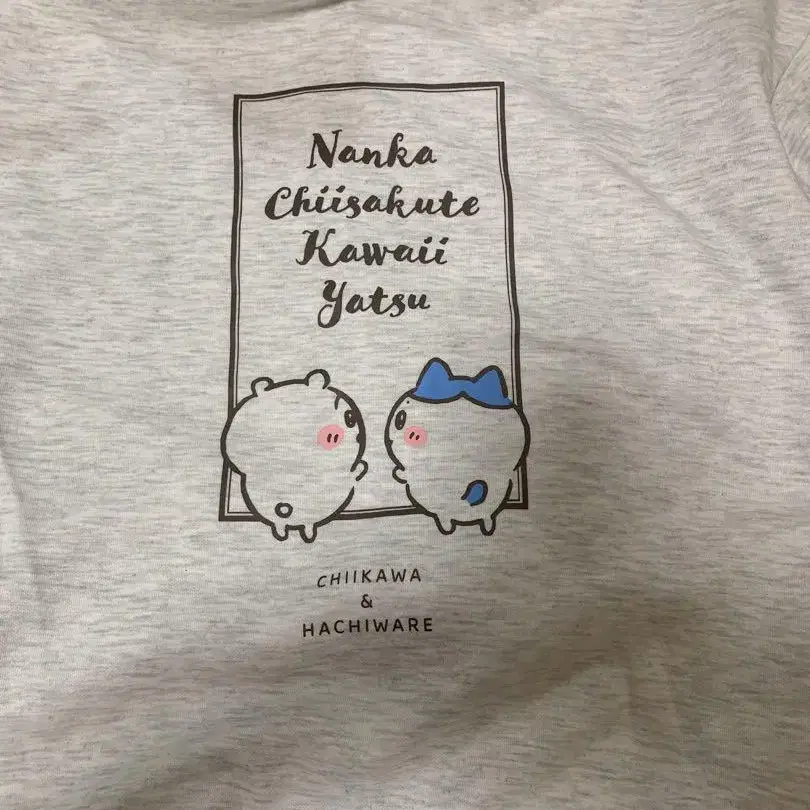 Nanka
Chiisakute
Kawaii
Yatsu
CHIIKAWA
&
HACHIWARE